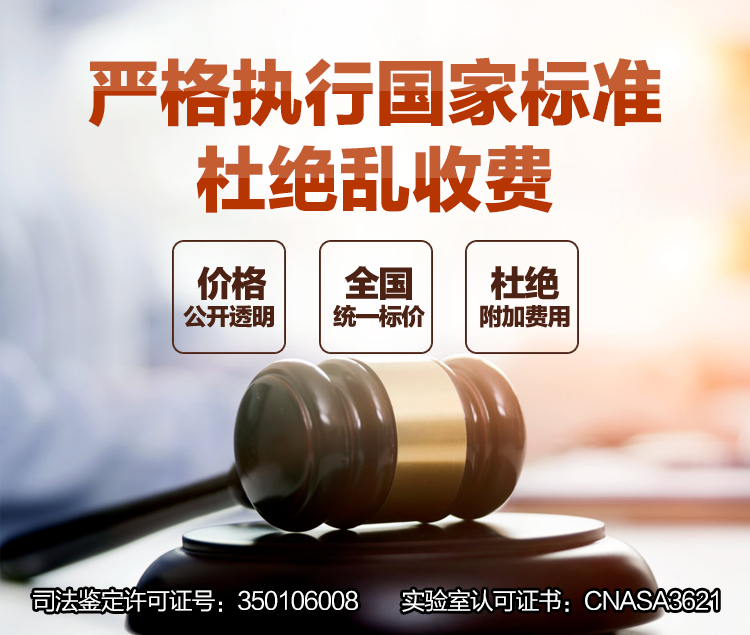 严格执行国家标准
杜绝乱收费
价格
公开透明
全国
统一标价
杜绝
附加费用
司法鉴定许可证号：350106008
实验室认可证书：CNASA3621